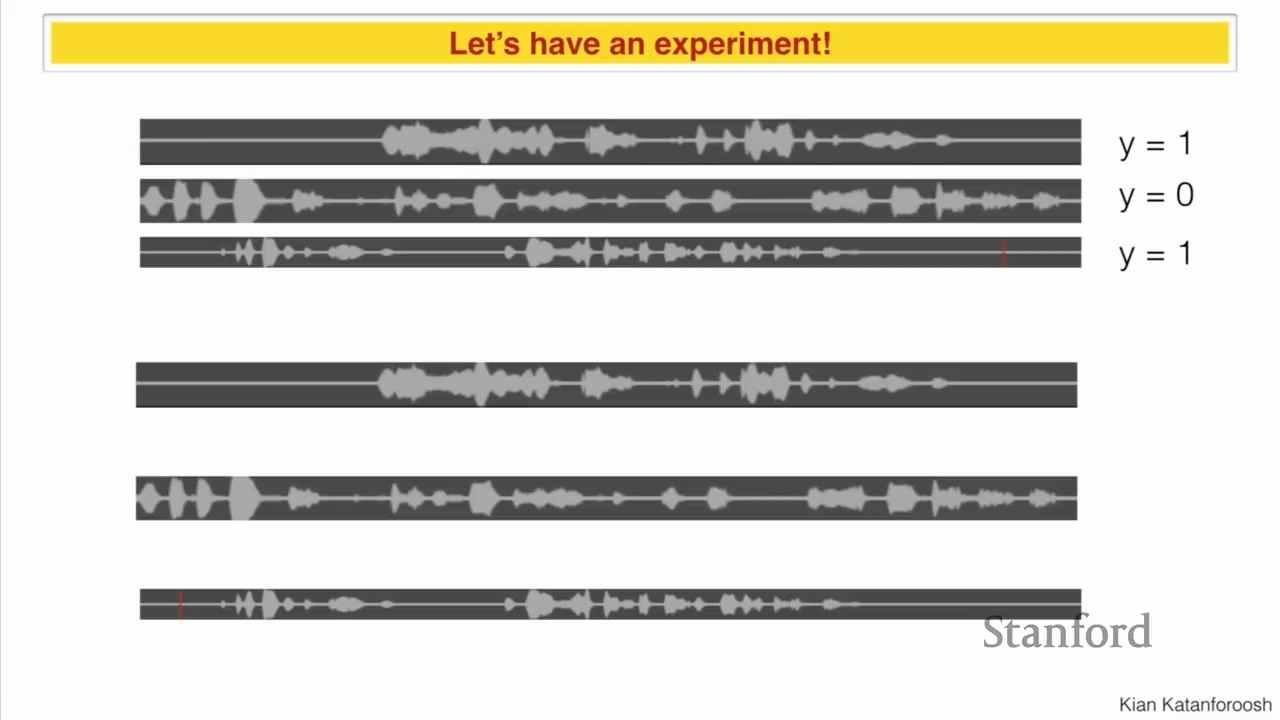 Let's have an experiment!
y = 1
y = 0
y = 1
Stanford
Kian Katanforoosh